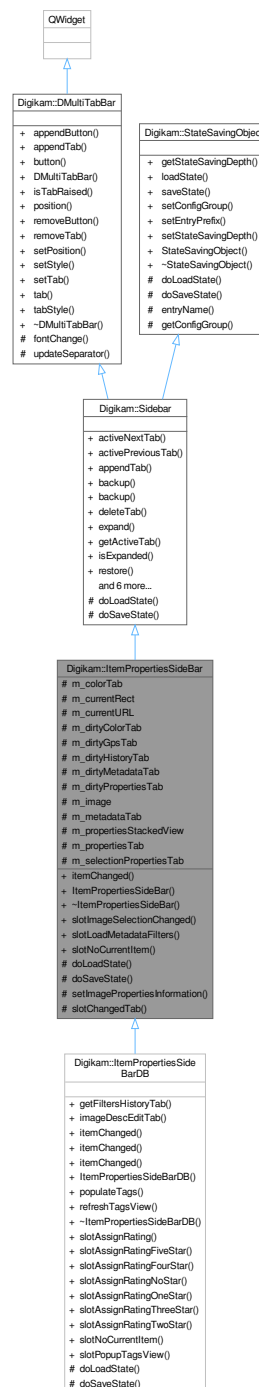 QWidget
Digikam::DMultiTabBar
+ appendButton()
+ appendTab()
+ button()
+ DMultiTabBar()
+ isTabRaised()
+ position()
+ removeButton()
+ removeTab()
+ setPosition()
+ setStyle()
+ setTab()
+ tab()
+ tabStyle()
+ ~DMultiTabBar()
# fontChange()
# updateSeparator()
Digikam::StateSavingObjec
+ getStateSavingDepth()
+ loadState()
+ saveState()
+ setConfigGroup()
+ setEntryPrefix()
+ setStateSavingDepth()
+ StateSavingObject()
+ ~StateSavingObject()
# doLoadState()
# doSaveState()
# entryName()
# getConfigGroup()
Digikam::Sidebar
+ activeNextTab()
+ activePreviousTab()
+ appendTab()
+ backup()
+ backup()
+ deleteTab()
+ expand()
+ getActiveTab()
+ isExpanded()
+ restore()
and 6 more...
# doLoadState()
# doSaveState()
Digikam::ItemPropertiesSideBar
# m_colorTab
# m_currentRect
# m_currentURL
# m_dirtyColorTab
# m_dirtyGpsTab
# m_dirtyHistoryTab
# m_dirtyMetadataTab
# m_dirtyPropertiesTab
# m_image
# m_metadataTab
# m_propertiesStackedView
# m_propertiesTab
# m_selectionPropertiesTab
+ itemChanged()
+ ItemPropertiesSideBar()
+ ~ItemPropertiesSideBar()
+ slotImageSelectionChanged()
+ slotLoadMetadataFilters()
+ slotNoCurrentItem()
# doLoadState()
# doSaveState()
# setImagePropertiesInformation()
# slotChangedTab()
Digikam::ItemPropertiesSide
BarDB
+ getFiltersHistoryTab()
+ imageDescEditTab()
+ itemChanged()
+ itemChanged()
+ itemChanged()
+ ItemPropertiesSideBarDB()
+ populateTags()
+ refreshTagsView()
+ ~ItemPropertiesSideBarDB()
+ slotAssignRating()
+ slotAssignRatingFiveStar()
+ slotAssignRatingFourStar()
+ slotAssignRatingNoStar()
+ slotAssignRatingOneStar()
+ slotAssignRatingThreeStar()
+ slotAssignRatingTwoStar()
+ slotNoCurrentItem()
+ slotPopupTagsView()
# doLoadState()
# doSaveState()